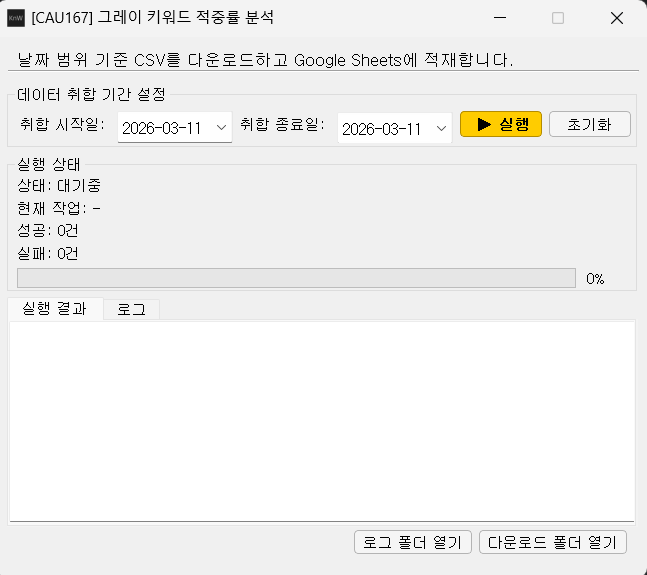 KnW [CAU167] 그레이 키워드 적중률 분석
날짜 범위 기준 CSV를 다운로드하고 Google Sheets에 적재합니다.
데이터 취합 기간 설정
취합 시작일: 2026-03-11 취합 종료일: 2026-03-11 ▶ 실행 초기화
실행 상태
상태: 대기중
현재 작업: -
성공: 0건
실패: 0건
0%
실행 결과 로그
로그 폴더 열기 다운로드 폴더 열기